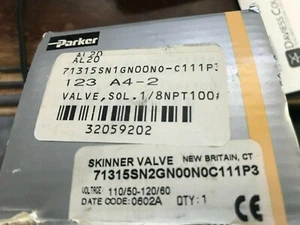 Parker
AL20
AL20
71315SN1GN00N0-C111P3
123 A4-2
VALVE,SOL.1/8NPT100#
32059202
SKINNER VALVE NEW BRITAIN, CT
71315SN2GN00N0C111P3
VOLTAGE: 110/50-120/60
DATE CODE:0602A QTY:1